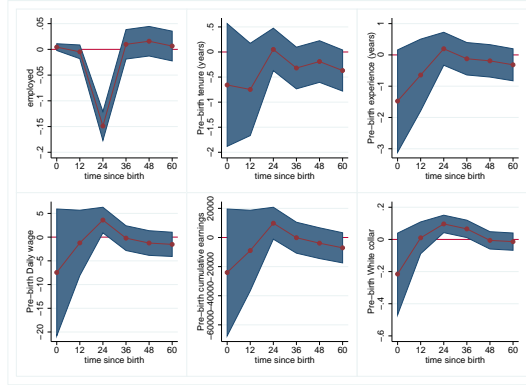 employed
.05
0
.05
.1
−.15
−.2
0 12 24 36 48 60
time since birth
Pre−birth tenure (years)
.5
0
−.5
−1
−1.5
−2
0 12 24 36 48 60
time since birth
Pre−birth experience (years)
1
0
−1
−2
−3
0 12 24 36 48 60
time since birth
Pre−birth Daily wage
5
0
−5
−10
−15
−20
0 12 24 36 48 60
time since birth
Pre−birth cumulative earnings
20000
0
−20000
−40000
−60000
0 12 24 36 48 60
time since birth
Pre−birth White collar
.2
0
−.2
−.4
−.6
0 12 24 36 48 60
time since birth